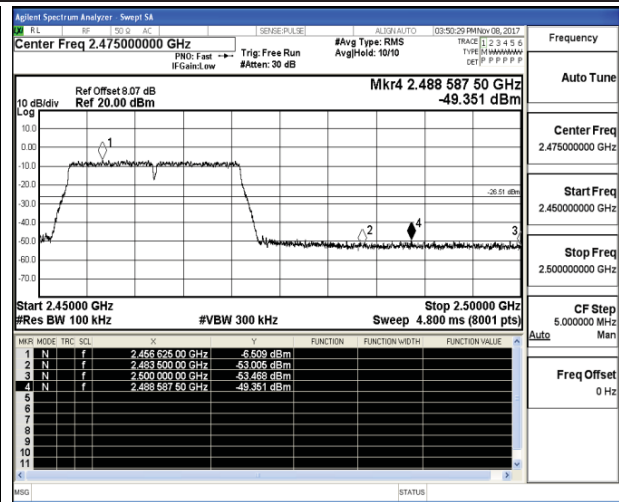 Agilent Spectrum Analyzer - Swept SA
RL RF 50 Ω AC SENSE:PULSE ALIGN AUTO 03:50:29 PM Nov 08, 2017
Center Freq 2.475000000 GHz
PNO: Fast
IFGain:Low
Trig: Free Run
#Atten: 30 dB
#Avg Type: RMS
Avg|Hold: 10/10
TRACE 1 2 3 4 5 6
TYPE M WWWWW
DET P P P P P P
Frequency
Ref Offset 8.07 dB
Ref 20.00 dBm
10 dB/div
Log
Mkr4 2.488 587 50 GHz
-49.351 dBm
10.0
0.00
-10.0
-20.0
-30.0
-40.0
-50.0
-60.0
-70.0
1
2
4
3
-26.51 dBm
Start 2.45000 GHz Stop 2.50000 GHz
#Res BW 100 kHz #VBW 300 kHz Sweep 4.800 ms (8001 pts)
MKR MODE TRC SCL X Y FUNCTION FUNCTION WIDTH FUNCTION VALUE
1 N f 2.456 625 00 GHz -6.509 dBm
2 N f 2.483 500 00 GHz -53.005 dBm
3 N f 2.500 000 00 GHz -53.468 dBm
4 N f 2.488 587 50 GHz -49.351 dBm
5
6
7
8
9
10
11
MSG STATUS
Auto Tune
Center Freq
2.475000000 GHz
Start Freq
2.450000000 GHz
Stop Freq
2.500000000 GHz
CF Step
5.000000 MHz
Auto Man
Freq Offset
0 Hz